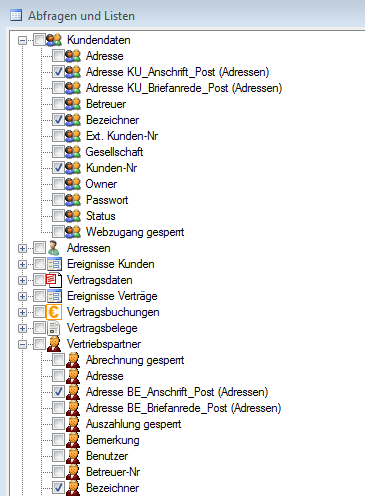 Abfragen und Listen
Kundendaten
Adresse
Adresse KU_Anschrift_Post (Adressen)
Adresse KU_Briefanrede_Post (Adressen)
Betreuer
Bezeichner
Ext. Kunden-Nr
Gesellschaft
Kunden-Nr
Owner
Passwort
Status
Webzugang gesperrt
Adressen
Ereignisse Kunden
Vertragsdaten
Ereignisse Verträge
Vertragsbuchungen
Vertragsbelege
Vertriebspartner
Abrechnung gesperrt
Adresse
Adresse BE_Anschrift_Post (Adressen)
Adresse BE_Briefanrede_Post (Adressen)
Auszahlung gesperrt
Bemerkung
Benutzer
Betreuer-Nr
Bezeichner